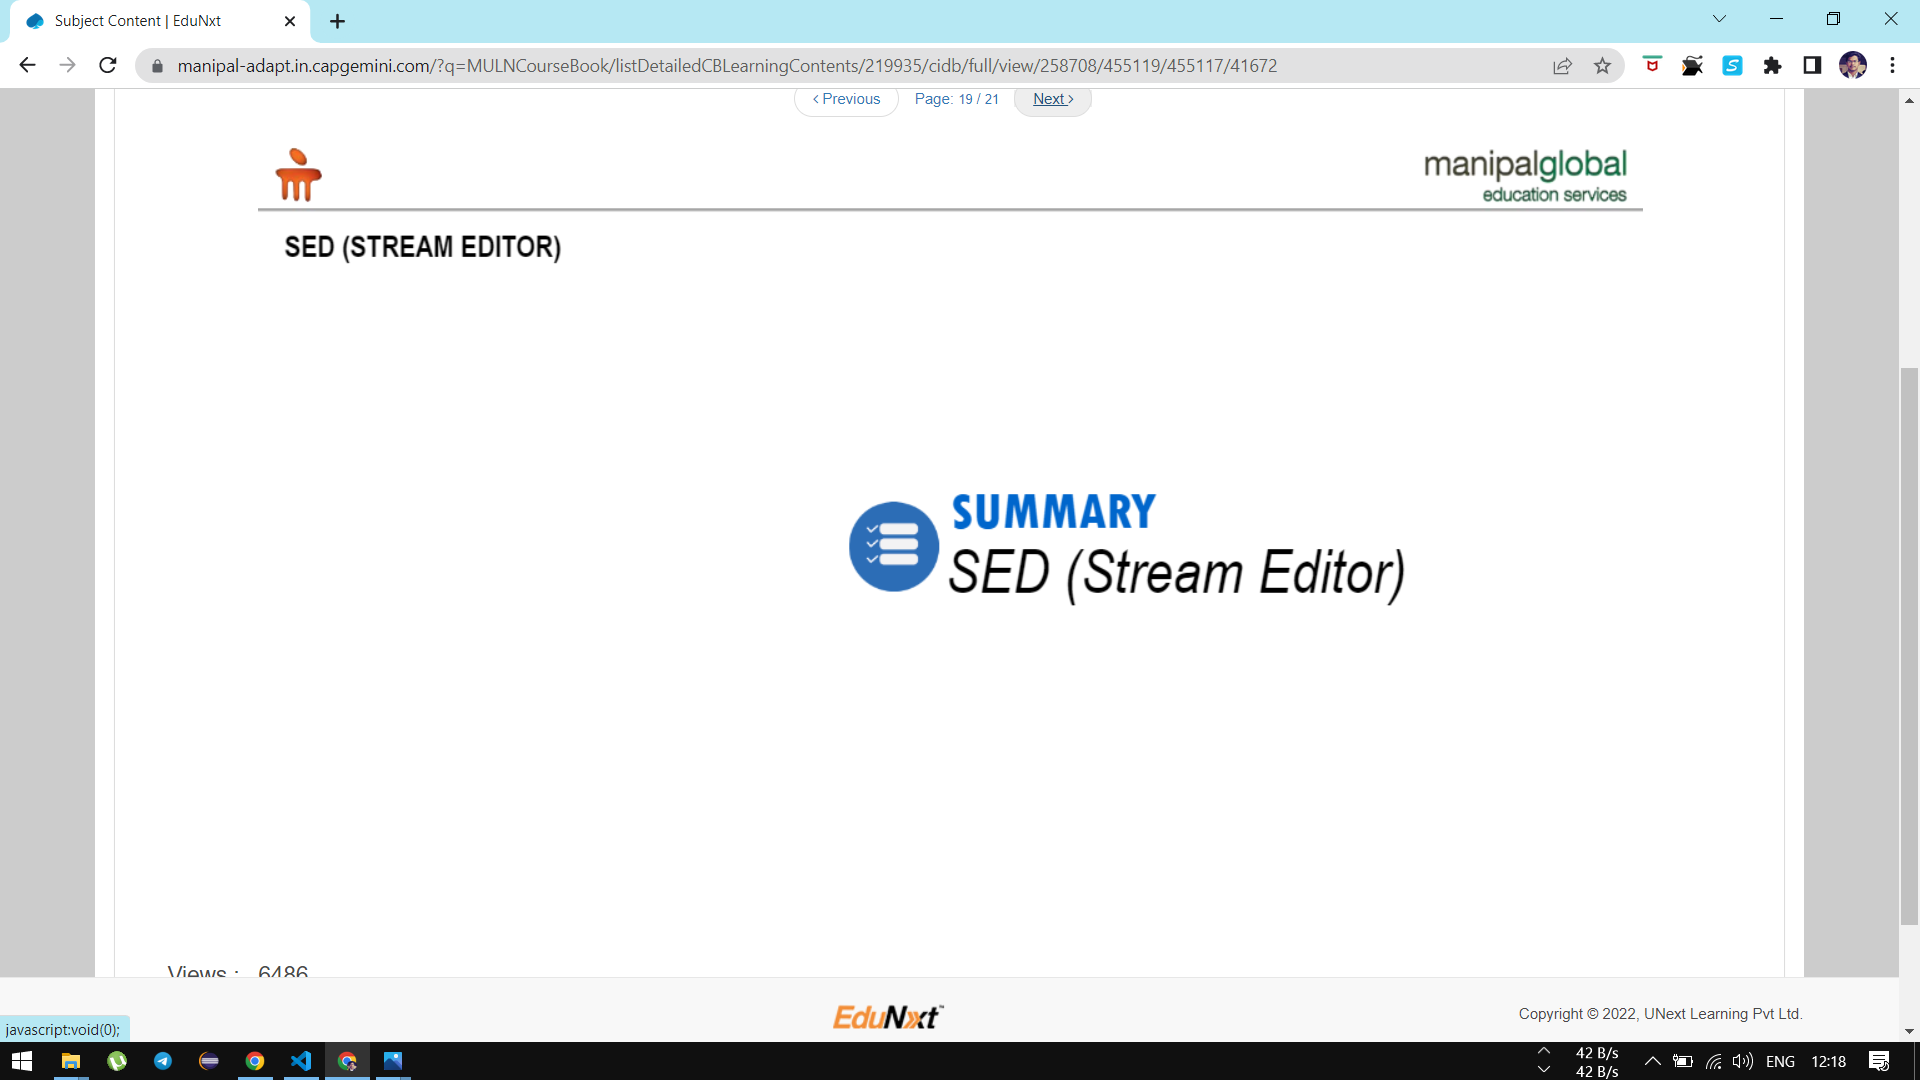 Subject Content | EduNxt
manipal-adapt.in.capgemini.com/?q=MULNCourseBook/listDetailedCBLearningContents/219935/cidb/full/view/258708/455119/455117/41672
‹ Previous Page: 19 / 21 Next ›
manipalglobal
education services
SED (STREAM EDITOR)
SUMMARY
SED (Stream Editor)
Views : 6486
EduNxt™
Copyright © 2022, UNext Learning Pvt Ltd.
javascript:void(0);
42 B/s
42 B/s
ENG
12:18